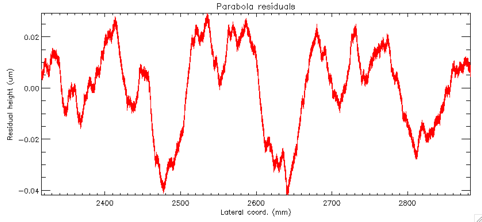 Parabola residuals
Residual height (μm)
0.02
0.00
−0.02
−0.04
2400 2500 2600 2700 2800
Lateral coord. (mm)